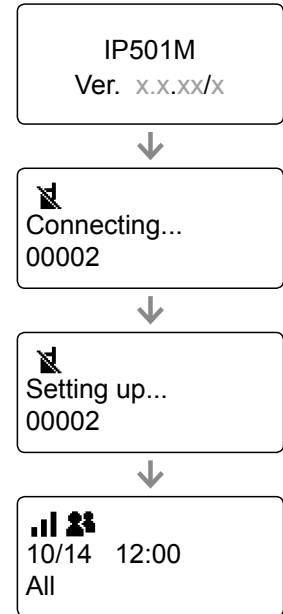 IP501M
Ver. x.x.xx/x
Connecting...
00002
Setting up...
00002
10/14 12:00
All